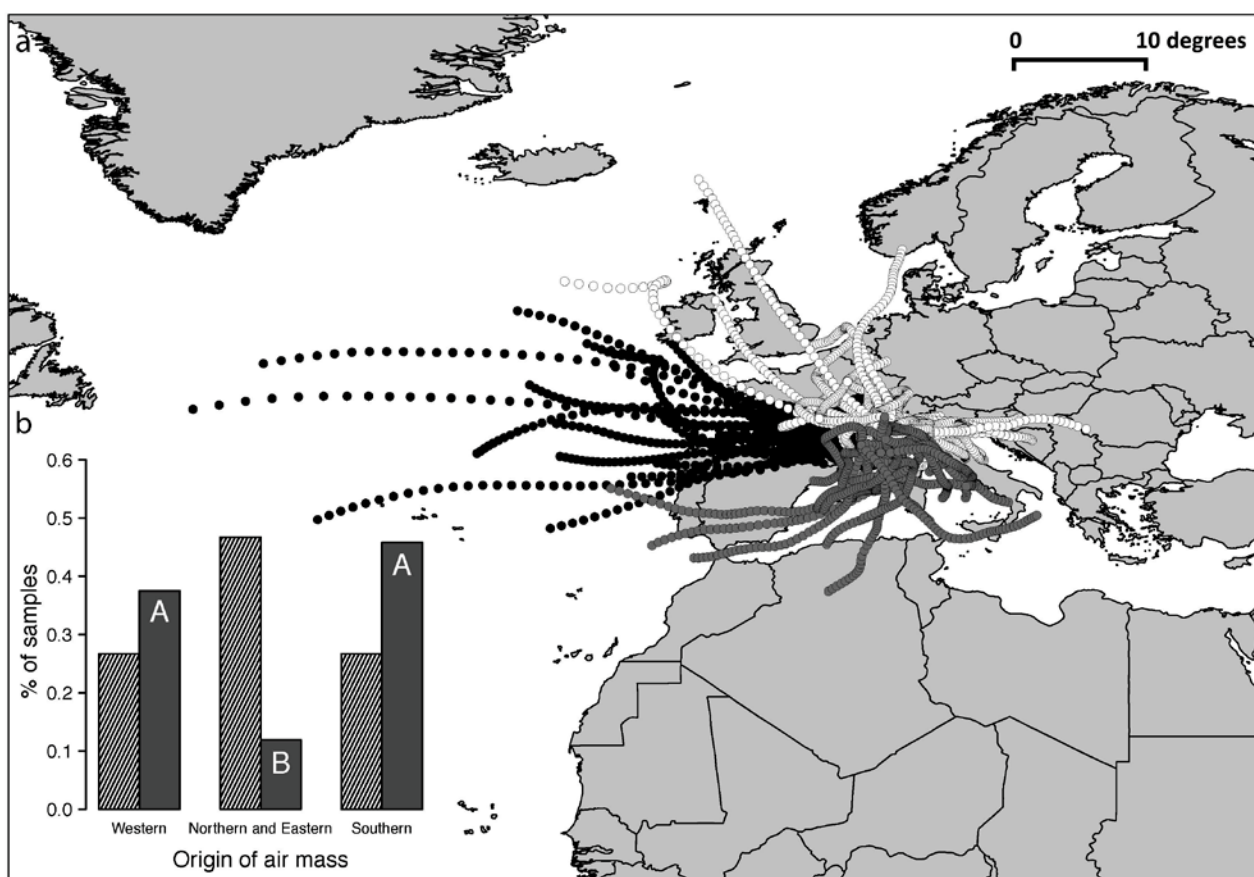 a
0 10 degrees
b
0.6
0.5
0.4
0.3
0.2
0.1
0.0
% of samples
A
B
A
Western Northern and Eastern Southern
Origin of air mass